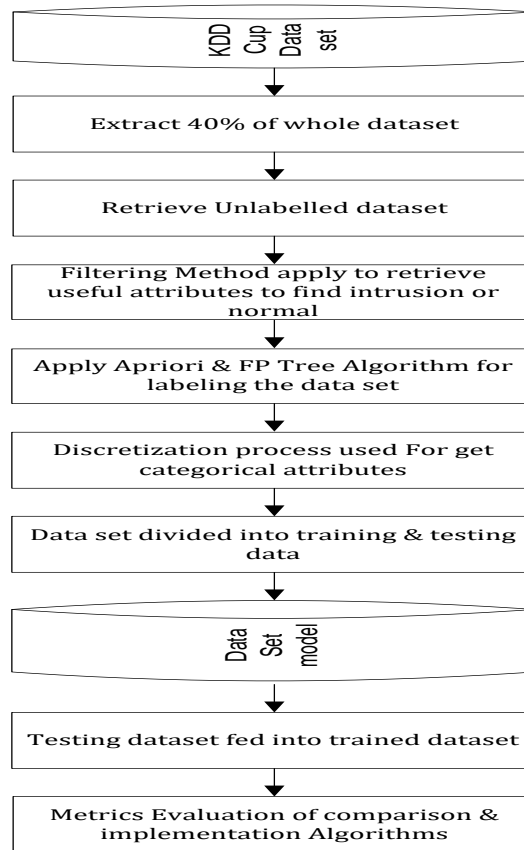 KDD
Cup
Data
set
Extract 40% of whole dataset
Retrieve Unlabelled dataset
Filtering Method apply to retrieve
useful attributes to find intrusion or
normal
Apply Apriori & FP Tree Algorithm for
labeling the data set
Discretization process used For get
categorical attributes
Data set divided into training & testing
data
Data
Set
model
Testing dataset fed into trained dataset
Metrics Evaluation of comparison &
implementation Algorithms